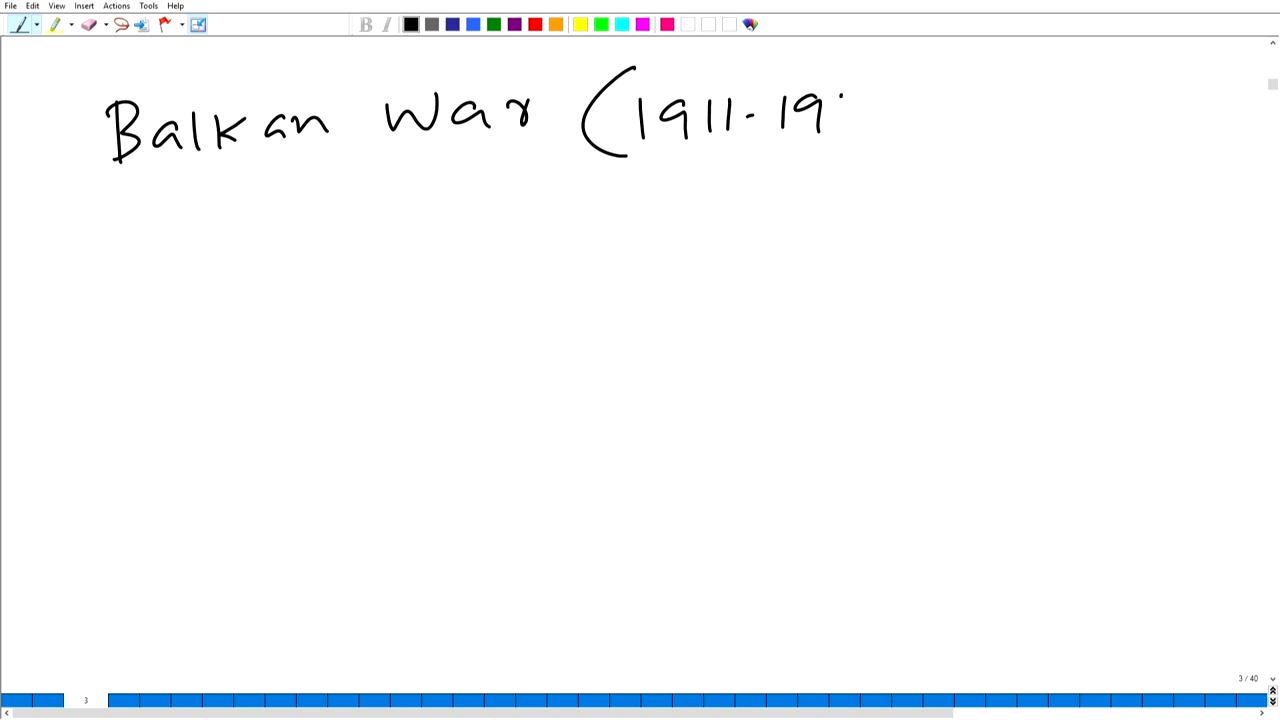 File Edit View Insert Actions Tools Help
B I
Balkan War (1911-19
3 / 40
3